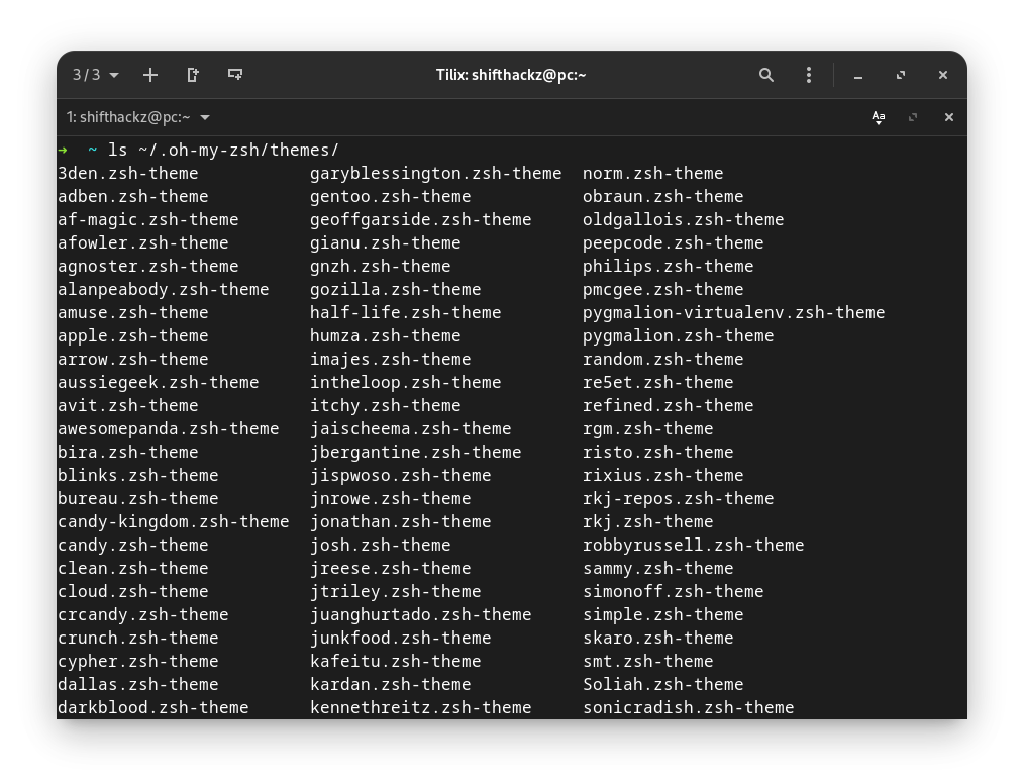 3 / 3
Tilix: shifthackz@pc:~
1: shifthackz@pc:~
Aa
➜  ~ ls ~/.oh-my-zsh/themes/
3den.zsh-theme garyblessington.zsh-theme norm.zsh-theme
adben.zsh-theme gentoo.zsh-theme obraun.zsh-theme
af-magic.zsh-theme geoffgarside.zsh-theme oldgallois.zsh-theme
afowler.zsh-theme gianu.zsh-theme peepcode.zsh-theme
agnoster.zsh-theme gnzh.zsh-theme philips.zsh-theme
alanpeabody.zsh-theme gozilla.zsh-theme pmcgee.zsh-theme
amuse.zsh-theme half-life.zsh-theme pygmalion-virtualenv.zsh-theme
apple.zsh-theme humza.zsh-theme pygmalion.zsh-theme
arrow.zsh-theme imajes.zsh-theme random.zsh-theme
aussiegeek.zsh-theme intheloop.zsh-theme re5et.zsh-theme
avit.zsh-theme itchy.zsh-theme refined.zsh-theme
awesomepanda.zsh-theme jaischeema.zsh-theme rgm.zsh-theme
bira.zsh-theme jbergantine.zsh-theme risto.zsh-theme
blinks.zsh-theme jispwoso.zsh-theme rixius.zsh-theme
bureau.zsh-theme jnrowe.zsh-theme rkj-repos.zsh-theme
candy-kingdom.zsh-theme jonathan.zsh-theme rkj.zsh-theme
candy.zsh-theme josh.zsh-theme robbyrussell.zsh-theme
clean.zsh-theme jreese.zsh-theme sammy.zsh-theme
cloud.zsh-theme jtriley.zsh-theme simonoff.zsh-theme
crcandy.zsh-theme juanghurtado.zsh-theme simple.zsh-theme
crunch.zsh-theme junkfood.zsh-theme skaro.zsh-theme
cypher.zsh-theme kafeitu.zsh-theme smt.zsh-theme
dallas.zsh-theme kardan.zsh-theme Soliah.zsh-theme
darkblood.zsh-theme kennethreitz.zsh-theme sonicradish.zsh-theme